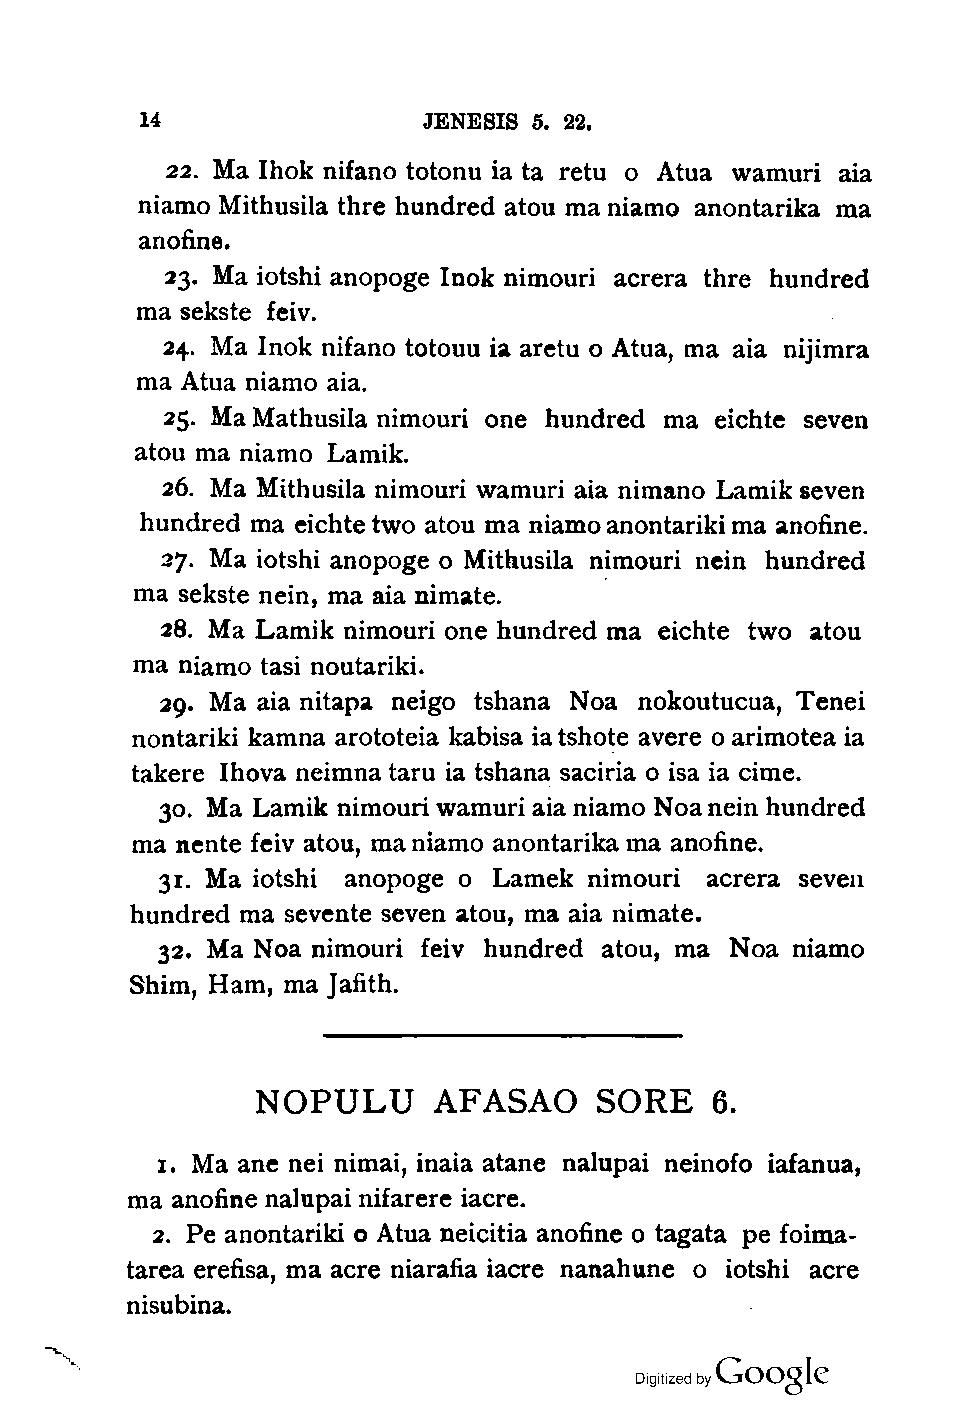 14 JENESIS 5. 22.
22. Ma Ihok nifano totonu ia ta retu o Atua wamuri aia
niamo Mithusila thre hundred atou ma niamo anontarika ma
anofine.
23. Ma iotshi anopoge Inok nimouri acrera thre hundred
ma sekste feiv.
24. Ma Inok nifano totouu ia aretu o Atua, ma aia nijimra
ma Atua niamo aia.
25. Ma Mathusila nimouri one hundred ma eichte seven
atou ma niamo Lamik.
26. Ma Mithusila nimouri wamuri aia nimano Lamik seven
hundred ma eichte two atou ma niamo anontariki ma anofine.
27. Ma iotshi anopoge o Mithusila nimouri nein hundred
ma sekste nein, ma aia nimate.
28. Ma Lamik nimouri one hundred ma eichte two atou
ma niamo tasi noutariki.
29. Ma aia nitapa neigo tshana Noa nokoutucua, Tenei
nontariki kamna arototeia kabisa ia tshote avere o arimotea ia
takere Ihova neimna taru ia tshana saciria o isa ia cime.
30. Ma Lamik nimouri wamuri aia niamo Noa nein hundred
ma nente feiv atou, ma niamo anontarika ma anofine.
31. Ma iotshi anopoge o Lamek nimouri acrera seven
hundred ma sevente seven atou, ma aia nimate.
32. Ma Noa nimouri feiv hundred atou, ma Noa niamo
Shim, Ham, ma Jafith.
NOPULU AFASAO SORE 6.
1. Ma ane nei nimai, inaia atane nalupai neinofo iafanua,
ma anofine nalupai nifarere iacre.
2. Pe anontariki o Atua neicitia anofine o tagata pe foima-
tarea erefisa, ma acre niarafia iacre nanahune o iotshi acre
nisubina.
Digitized by Google